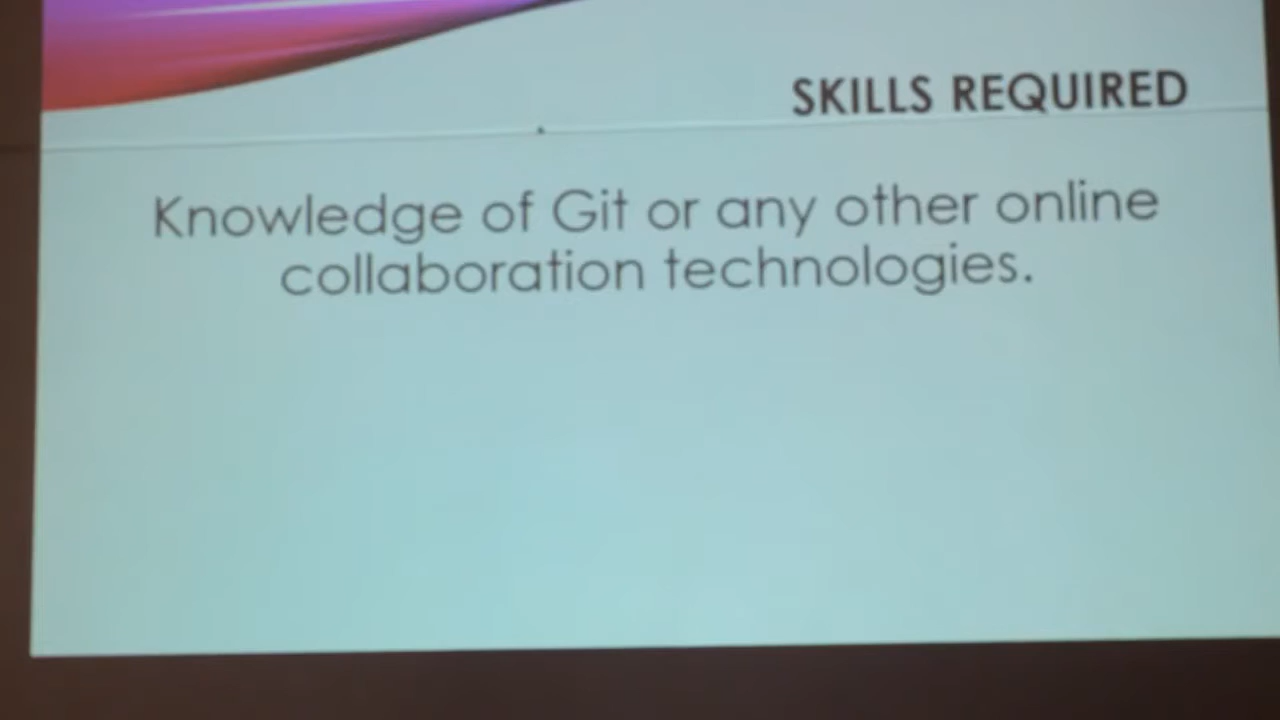 SKILLS REQUIRED
Knowledge of Git or any other online
collaboration technologies.